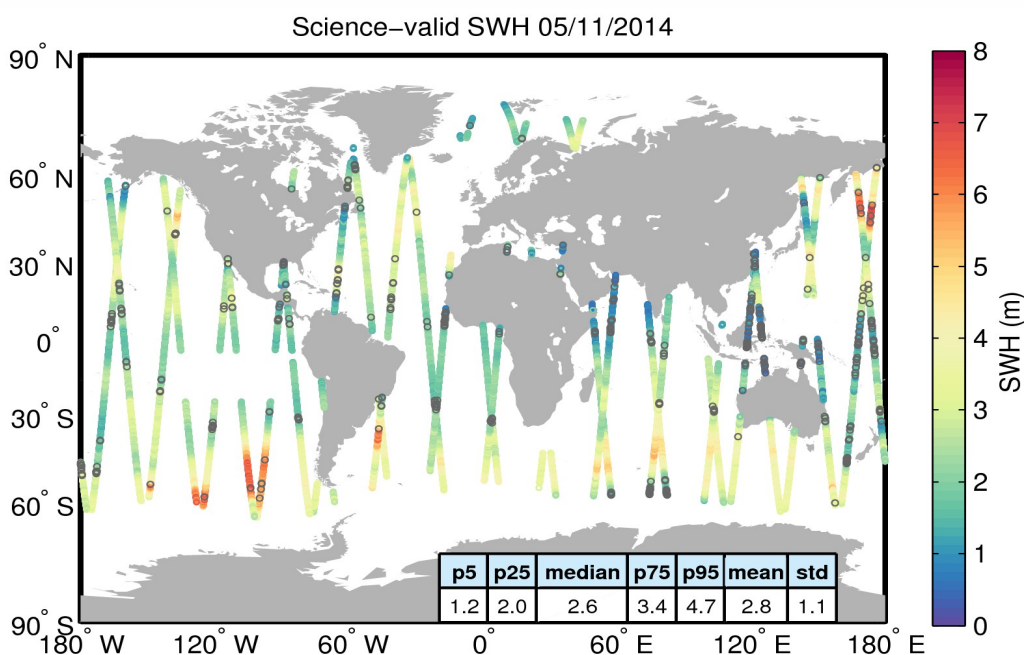 Science−valid SWH 05/11/2014
90° N
60° N
30° N
0°
30° S
60° S
90° S
180° W
120° W
60° W
0°
60° E
120° E
180° E
p5 p25 median p75 p95 mean std
1.2 2.0 2.6 3.4 4.7 2.8 1.1
8
7
6
5
4
3
2
1
0
SWH (m)